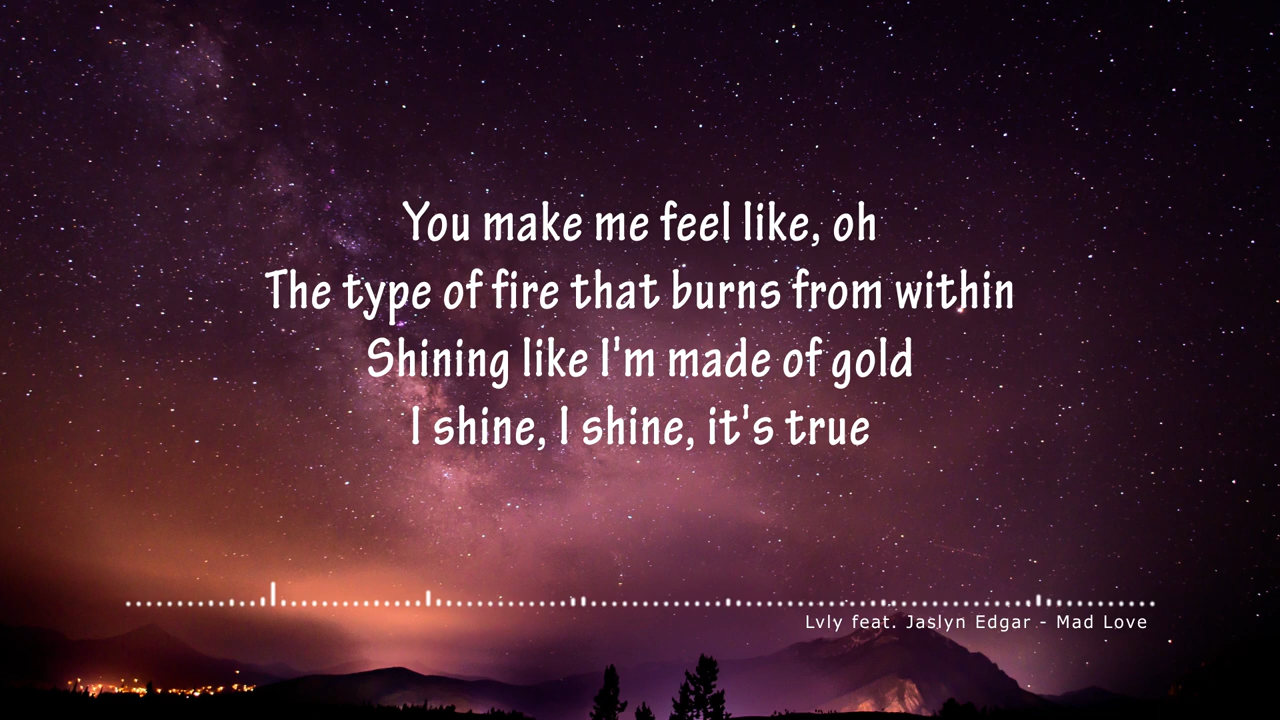 You make me feel like, oh
The type of fire that burns from within
Shining like I'm made of gold
I shine, I shine, it's true
Lvly feat. Jaslyn Edgar - Mad Love